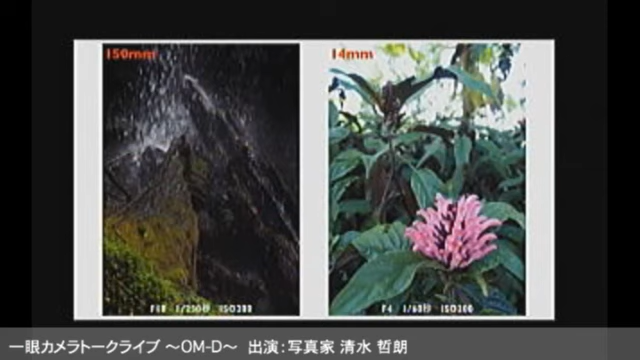 150mm
14mm
1/250秒 ISO200
F4 1/60秒 ISO200
一眼カメラトークライブ ～OM-D～ 出演：写真家 清水 哲朗